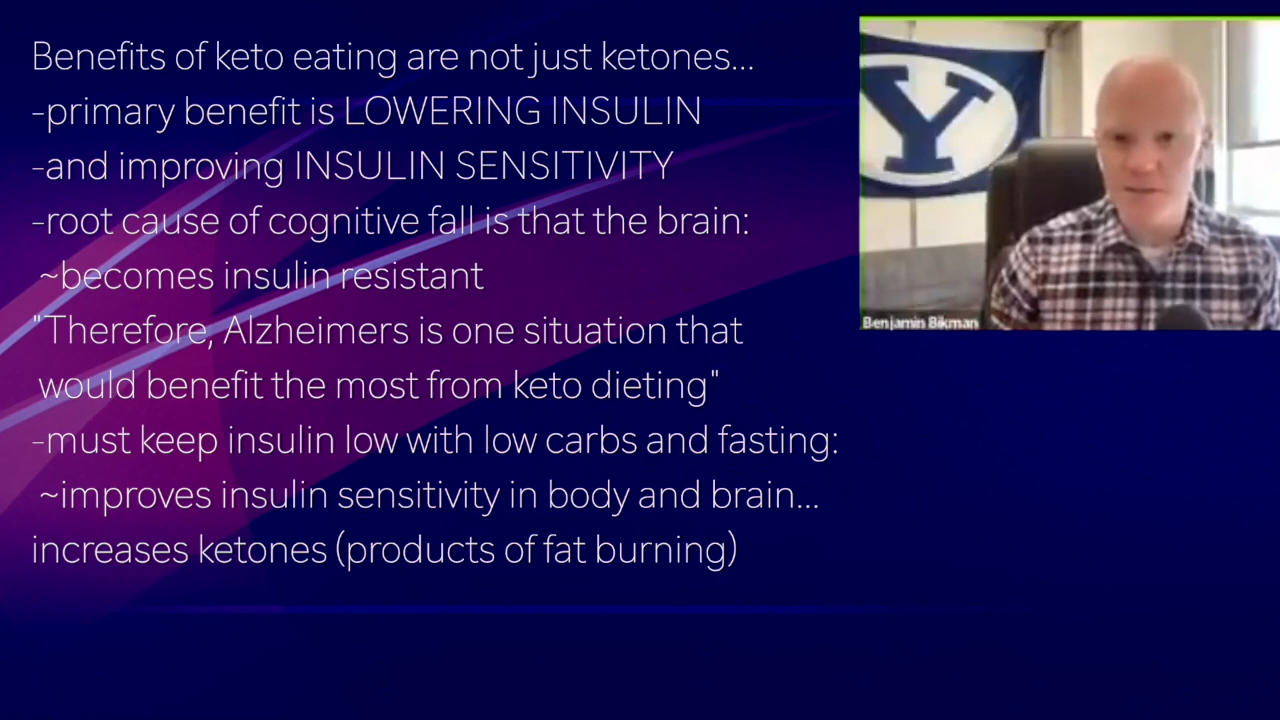 Benefits of keto eating are not just ketones...
-primary benefit is LOWERING INSULIN
-and improving INSULIN SENSITIVITY
-root cause of cognitive fall is that the brain:
~becomes insulin resistant
"Therefore, Alzheimers is one situation that
would benefit the most from keto dieting"
-must keep insulin low with low carbs and fasting:
~improves insulin sensitivity in body and brain...
increases ketones (products of fat burning)
Y
Benjamin Bikman